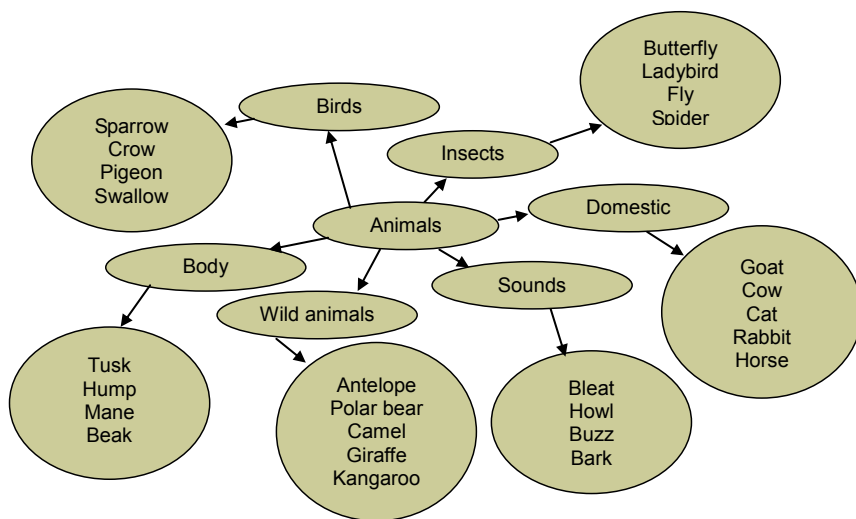 Birds
Sparrow
Crow
Pigeon
Swallow
Insects
Butterfly
Ladybird
Fly
Spider
Animals
Domestic
Goat
Cow
Cat
Rabbit
Horse
Body
Tusk
Hump
Mane
Beak
Wild animals
Antelope
Polar bear
Camel
Giraffe
Kangaroo
Sounds
Bleat
Howl
Buzz
Bark